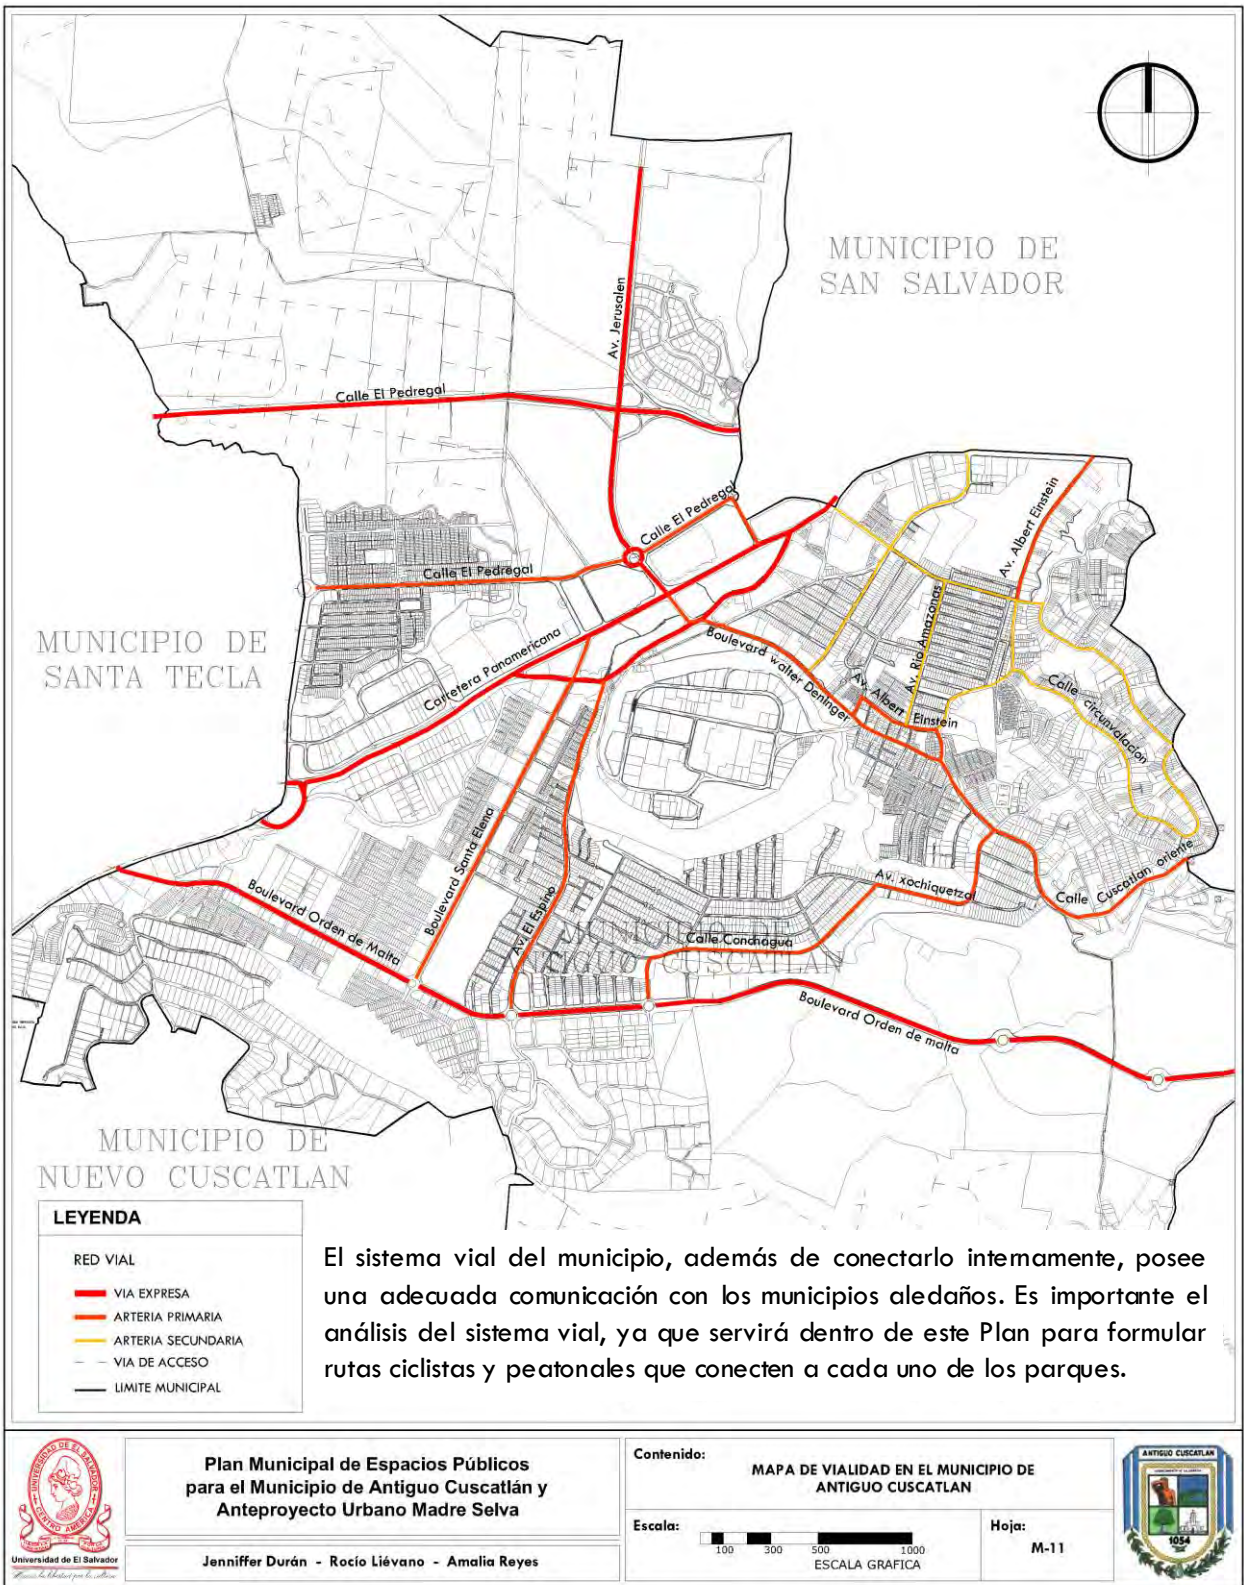 MUNICIPIO DE
SAN SALVADOR
Av. Jerusalen
Calle El Pedregal
Calle El Pedregal
Av. Albert Einstein
Calle El Pedregal
MUNICIPIO DE
SANTA TECLA
Carretera Panamericana
Boulevard walter Deninger
Av. Rio Amazonas
Av. Albert Einstein
Calle circunvalacion
Boulevard Santa Elena
Av. El Espino
Boulevard Orden de Malta
Av. xochiquetzal
Calle Cuscatlan oriente
Calle Conchagua
CUSCATLAN
Boulevard Orden de malta
MUNICIPIO DE
NUEVO CUSCATLAN
LEYENDA
RED VIAL
VIA EXPRESA
ARTERIA PRIMARIA
ARTERIA SECUNDARIA
VIA DE ACCESO
LIMITE MUNICIPAL
El sistema vial del municipio, además de conectarlo internamente, posee
una adecuada comunicación con los municipios aledaños. Es importante el
análisis del sistema vial, ya que servirá dentro de este Plan para formular
rutas ciclistas y peatonales que conecten a cada uno de los parques.
UNIVERSIDAD DE EL SALVADOR
CENTRO AMERICA
Universidad de El Salvador
Plan Municipal de Espacios Públicos
para el Municipio de Antiguo Cuscatlán y
Anteproyecto Urbano Madre Selva
Jenniffer Durán - Rocío Liévano - Amalia Reyes
Contenido:
MAPA DE VIALIDAD EN EL MUNICIPIO DE
ANTIGUO CUSCATLAN
Escala:
100 300 500 1000
ESCALA GRAFICA
Hoja:
M-11
ANTIGUO CUSCATLAN
1054